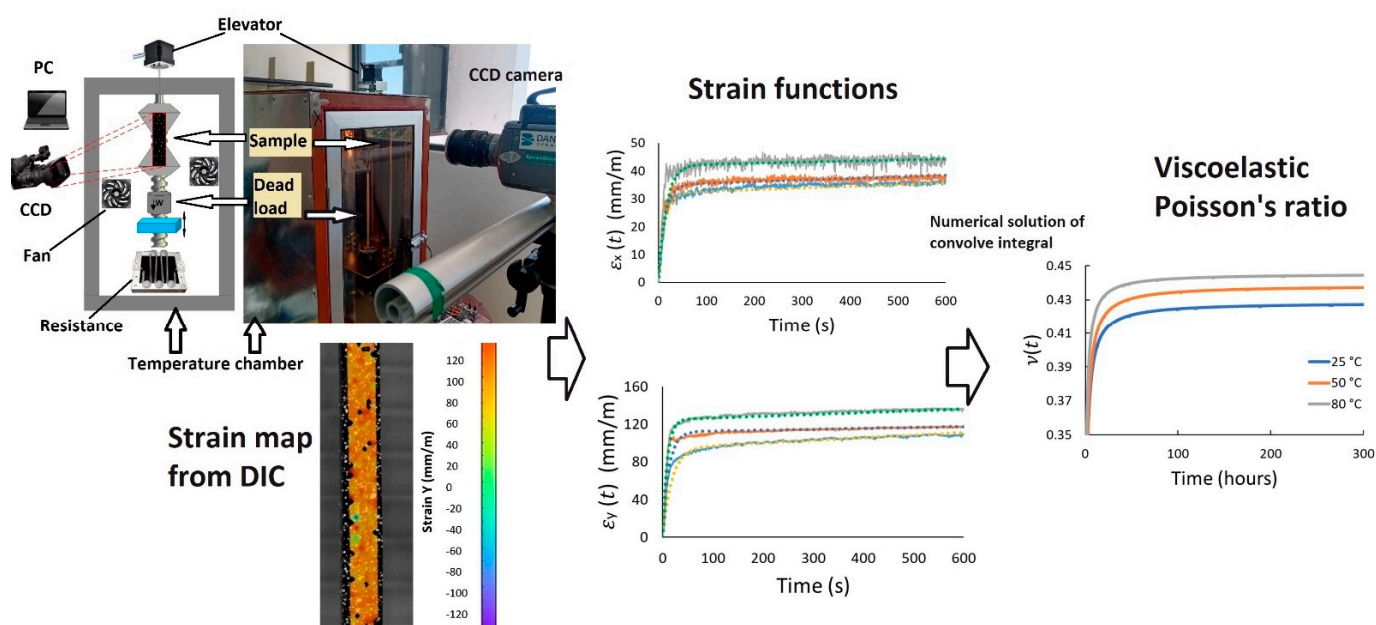 Elevator
PC
CCD camera
Sample
Dead
load
W
CCD
Fan
Resistance
Temperature chamber
DAN
Strain map
from DIC
Strain Y (mm/m)
120
100
80
60
40
20
0
-20
-40
-60
-80
-100
-120
Strain functions
εx (t) (mm/m)
50
40
30
20
10
0
0 100 200 300 400 500 600
Time (s)
εy (t) (mm/m)
160
120
80
40
0
0 100 200 300 400 500 600
Time (s)
Numerical solution of
convolve integral
Viscoelastic
Poisson's ratio
ν(t)
0.45
0.43
0.41
0.39
0.37
0.35
25 °C
50 °C
80 °C
0 100 200 300
Time (hours)